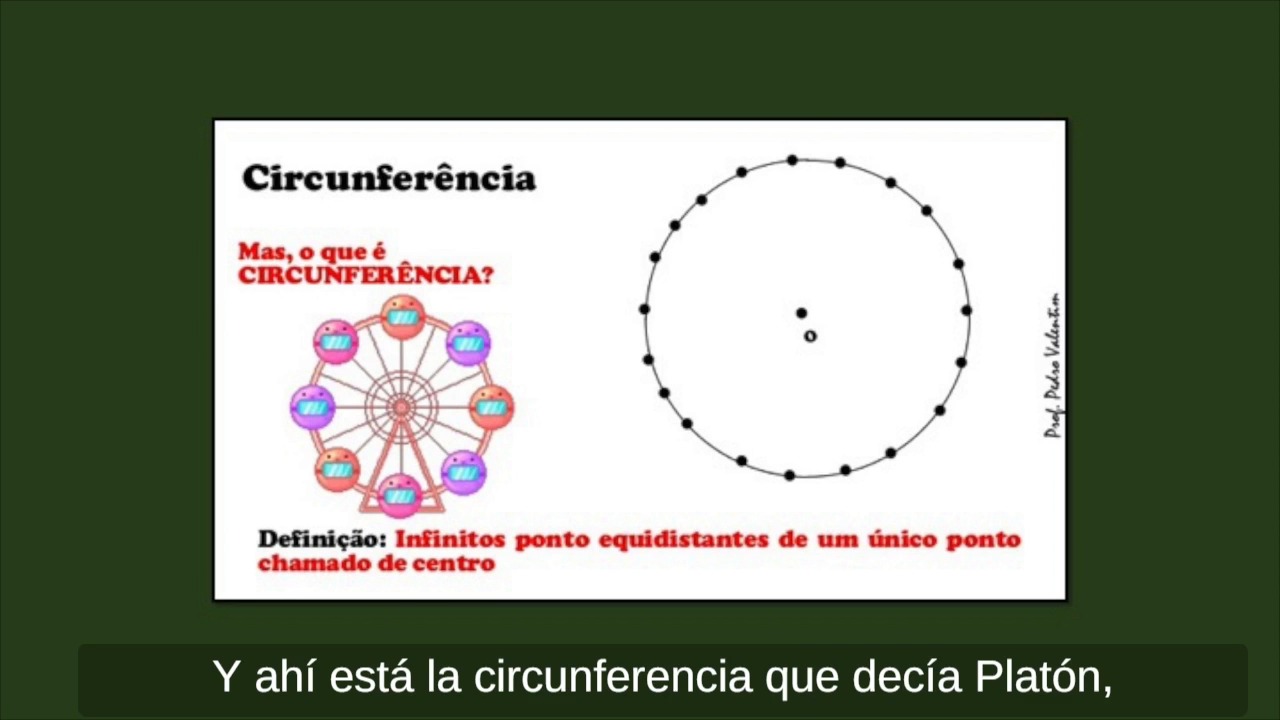 Circunferência
Mas, o que é
CIRCUNFERÊNCIA?
o
Prof. Pedro Valentim
Definição: Infinitos ponto equidistantes de um único ponto
chamado de centro
Y ahí está la circunferencia que decía Platón,